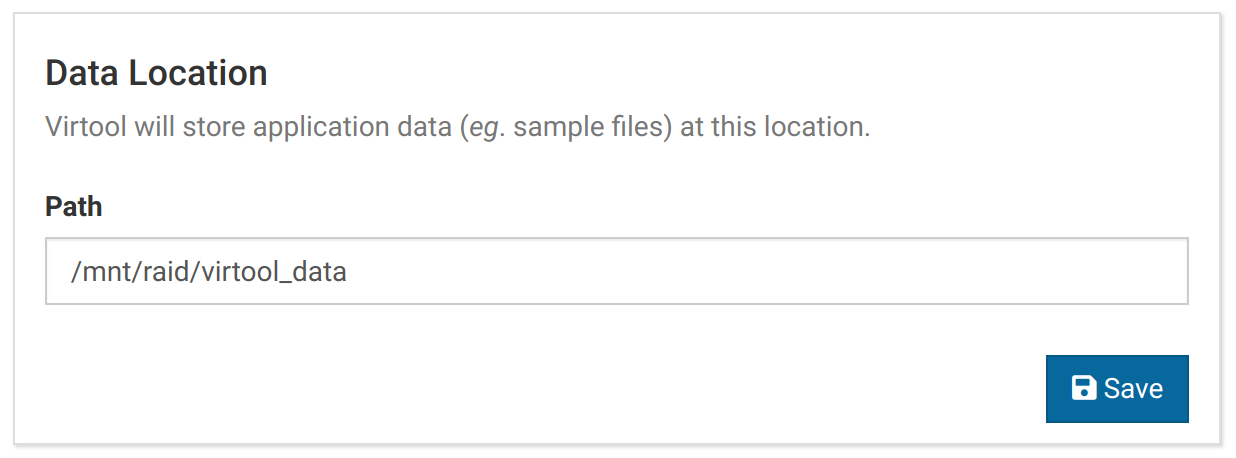 Data Location
Virtool will store application data (eg. sample files) at this location.
Path
/mnt/raid/virtool_data
Save